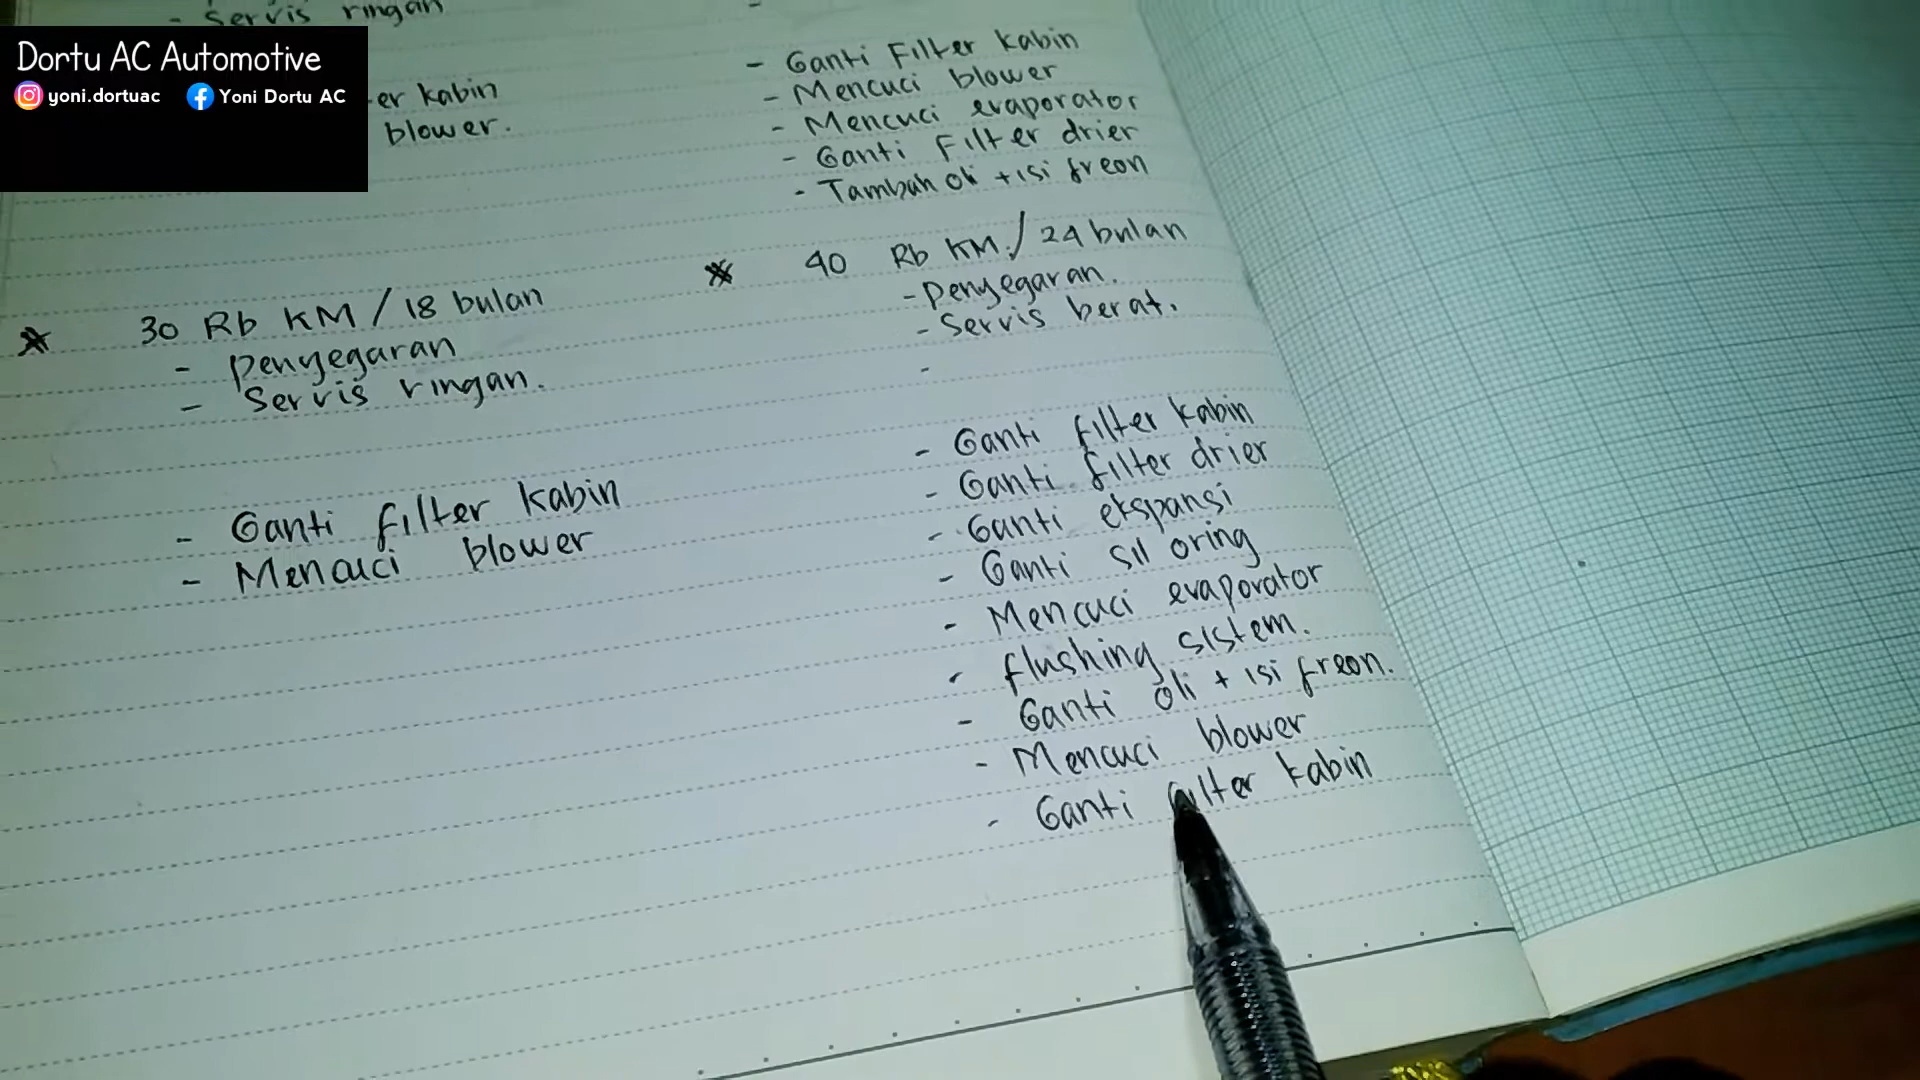 - Servis ringan
Dortu AC Automotive
yoni.dortuac Yoni Dortu AC
er kabin
blower.
- Ganti Filter kabin
- Mencuci blower
- Mencuci evaporator
- Ganti Filter drier
- Tambah oli + isi freon
* 30 Rb KM / 18 bulan
- Penyegaran
- Servis ringan.
- Ganti filter kabin
- Mencuci blower
* 40 Rb KM. / 24 bulan
- Penyegaran.
- Servis berat.
-
- Ganti filter kabin
- Ganti filter drier
- Ganti ekspansi
- Ganti sil oring
- Mencuci evaporator
- flushing sistem.
- Ganti oli + isi freon.
- Mencuci blower
- Ganti filter kabin